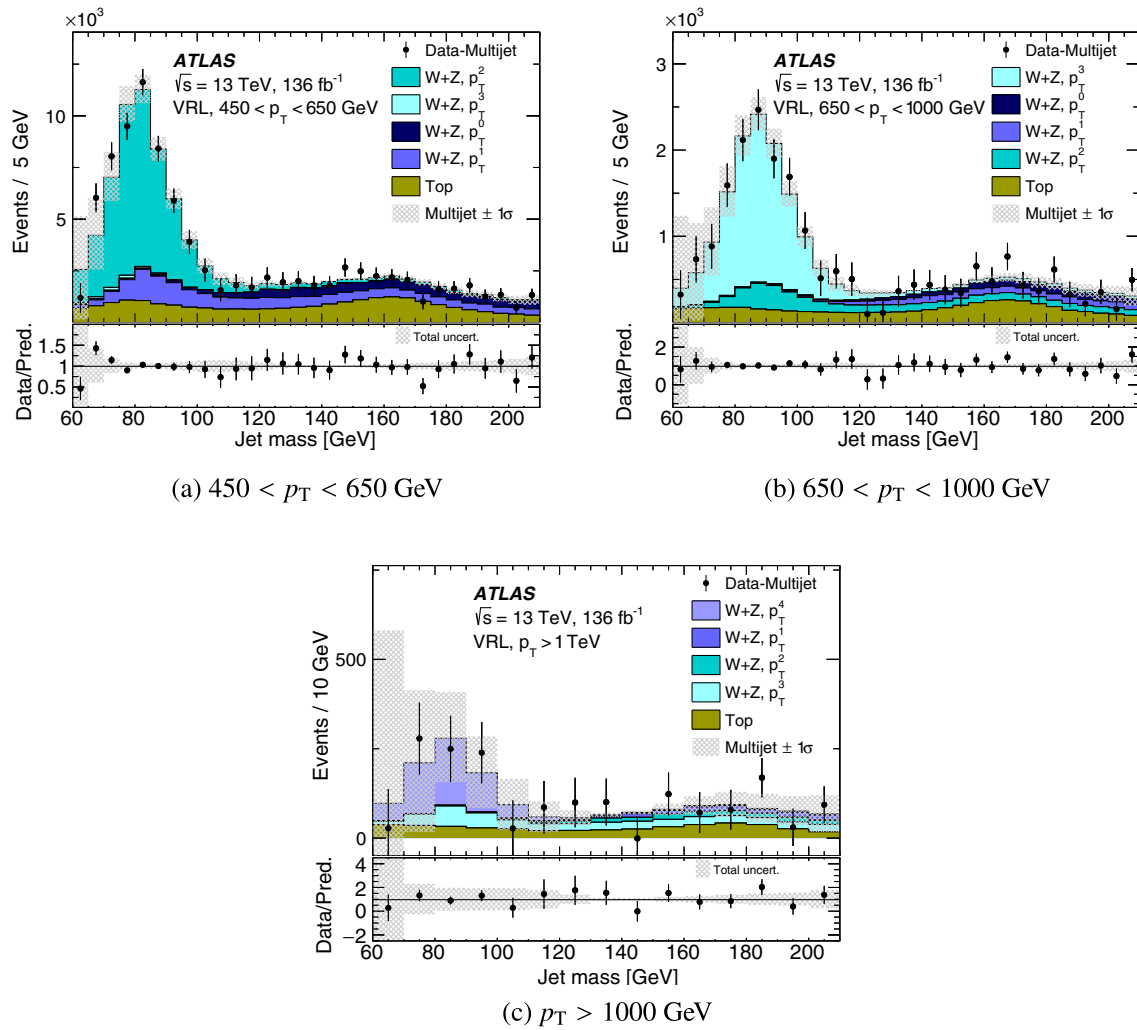 ×10³
ATLAS
√s = 13 TeV, 136 fb⁻¹
VRL, 450 < p_T < 650 GeV
Data-Multijet
W+Z, p_T^2
W+Z, p_T^3
W+Z, p_T^0
W+Z, p_T^1
Top
Multijet ± 1σ
Events / 5 GeV
10
5
Total uncert.
Data/Pred.
1.5
1
0.5
60 80 100 120 140 160 180 200
Jet mass [GeV]
(a) 450 < p_T < 650 GeV
×10³
ATLAS
√s = 13 TeV, 136 fb⁻¹
VRL, 650 < p_T < 1000 GeV
Data-Multijet
W+Z, p_T^3
W+Z, p_T^0
W+Z, p_T^1
W+Z, p_T^2
Top
Multijet ± 1σ
Events / 5 GeV
3
2
1
Total uncert.
Data/Pred.
2
0
60 80 100 120 140 160 180 200
Jet mass [GeV]
(b) 650 < p_T < 1000 GeV
ATLAS
√s = 13 TeV, 136 fb⁻¹
VRL, p_T > 1 TeV
Data-Multijet
W+Z, p_T^4
W+Z, p_T^1
W+Z, p_T^2
W+Z, p_T^3
Top
Multijet ± 1σ
Events / 10 GeV
500
0
Total uncert.
Data/Pred.
4
2
0
−2
60 80 100 120 140 160 180 200
Jet mass [GeV]
(c) p_T > 1000 GeV